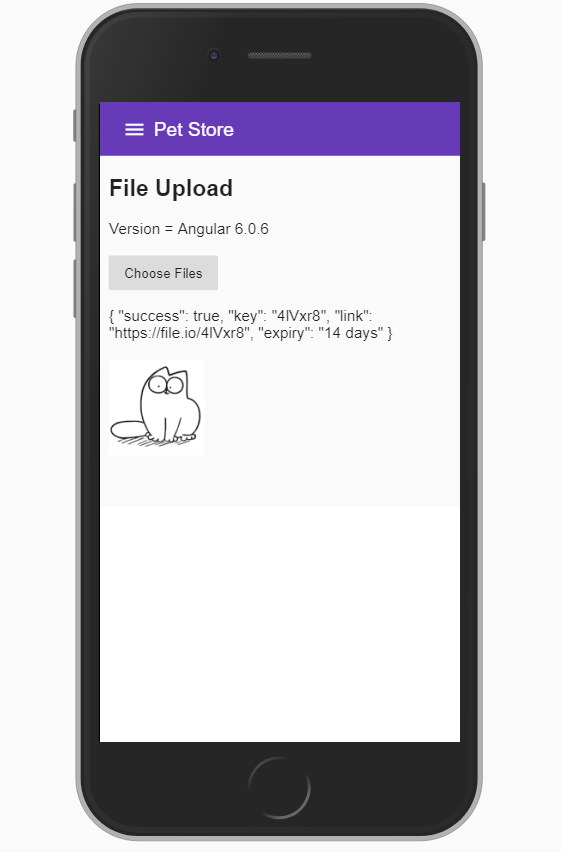 Pet Store
File Upload
Version = Angular 6.0.6
Choose Files
{ "success": true, "key": "4lVxr8", "link":
"https://file.io/4lVxr8", "expiry": "14 days" }